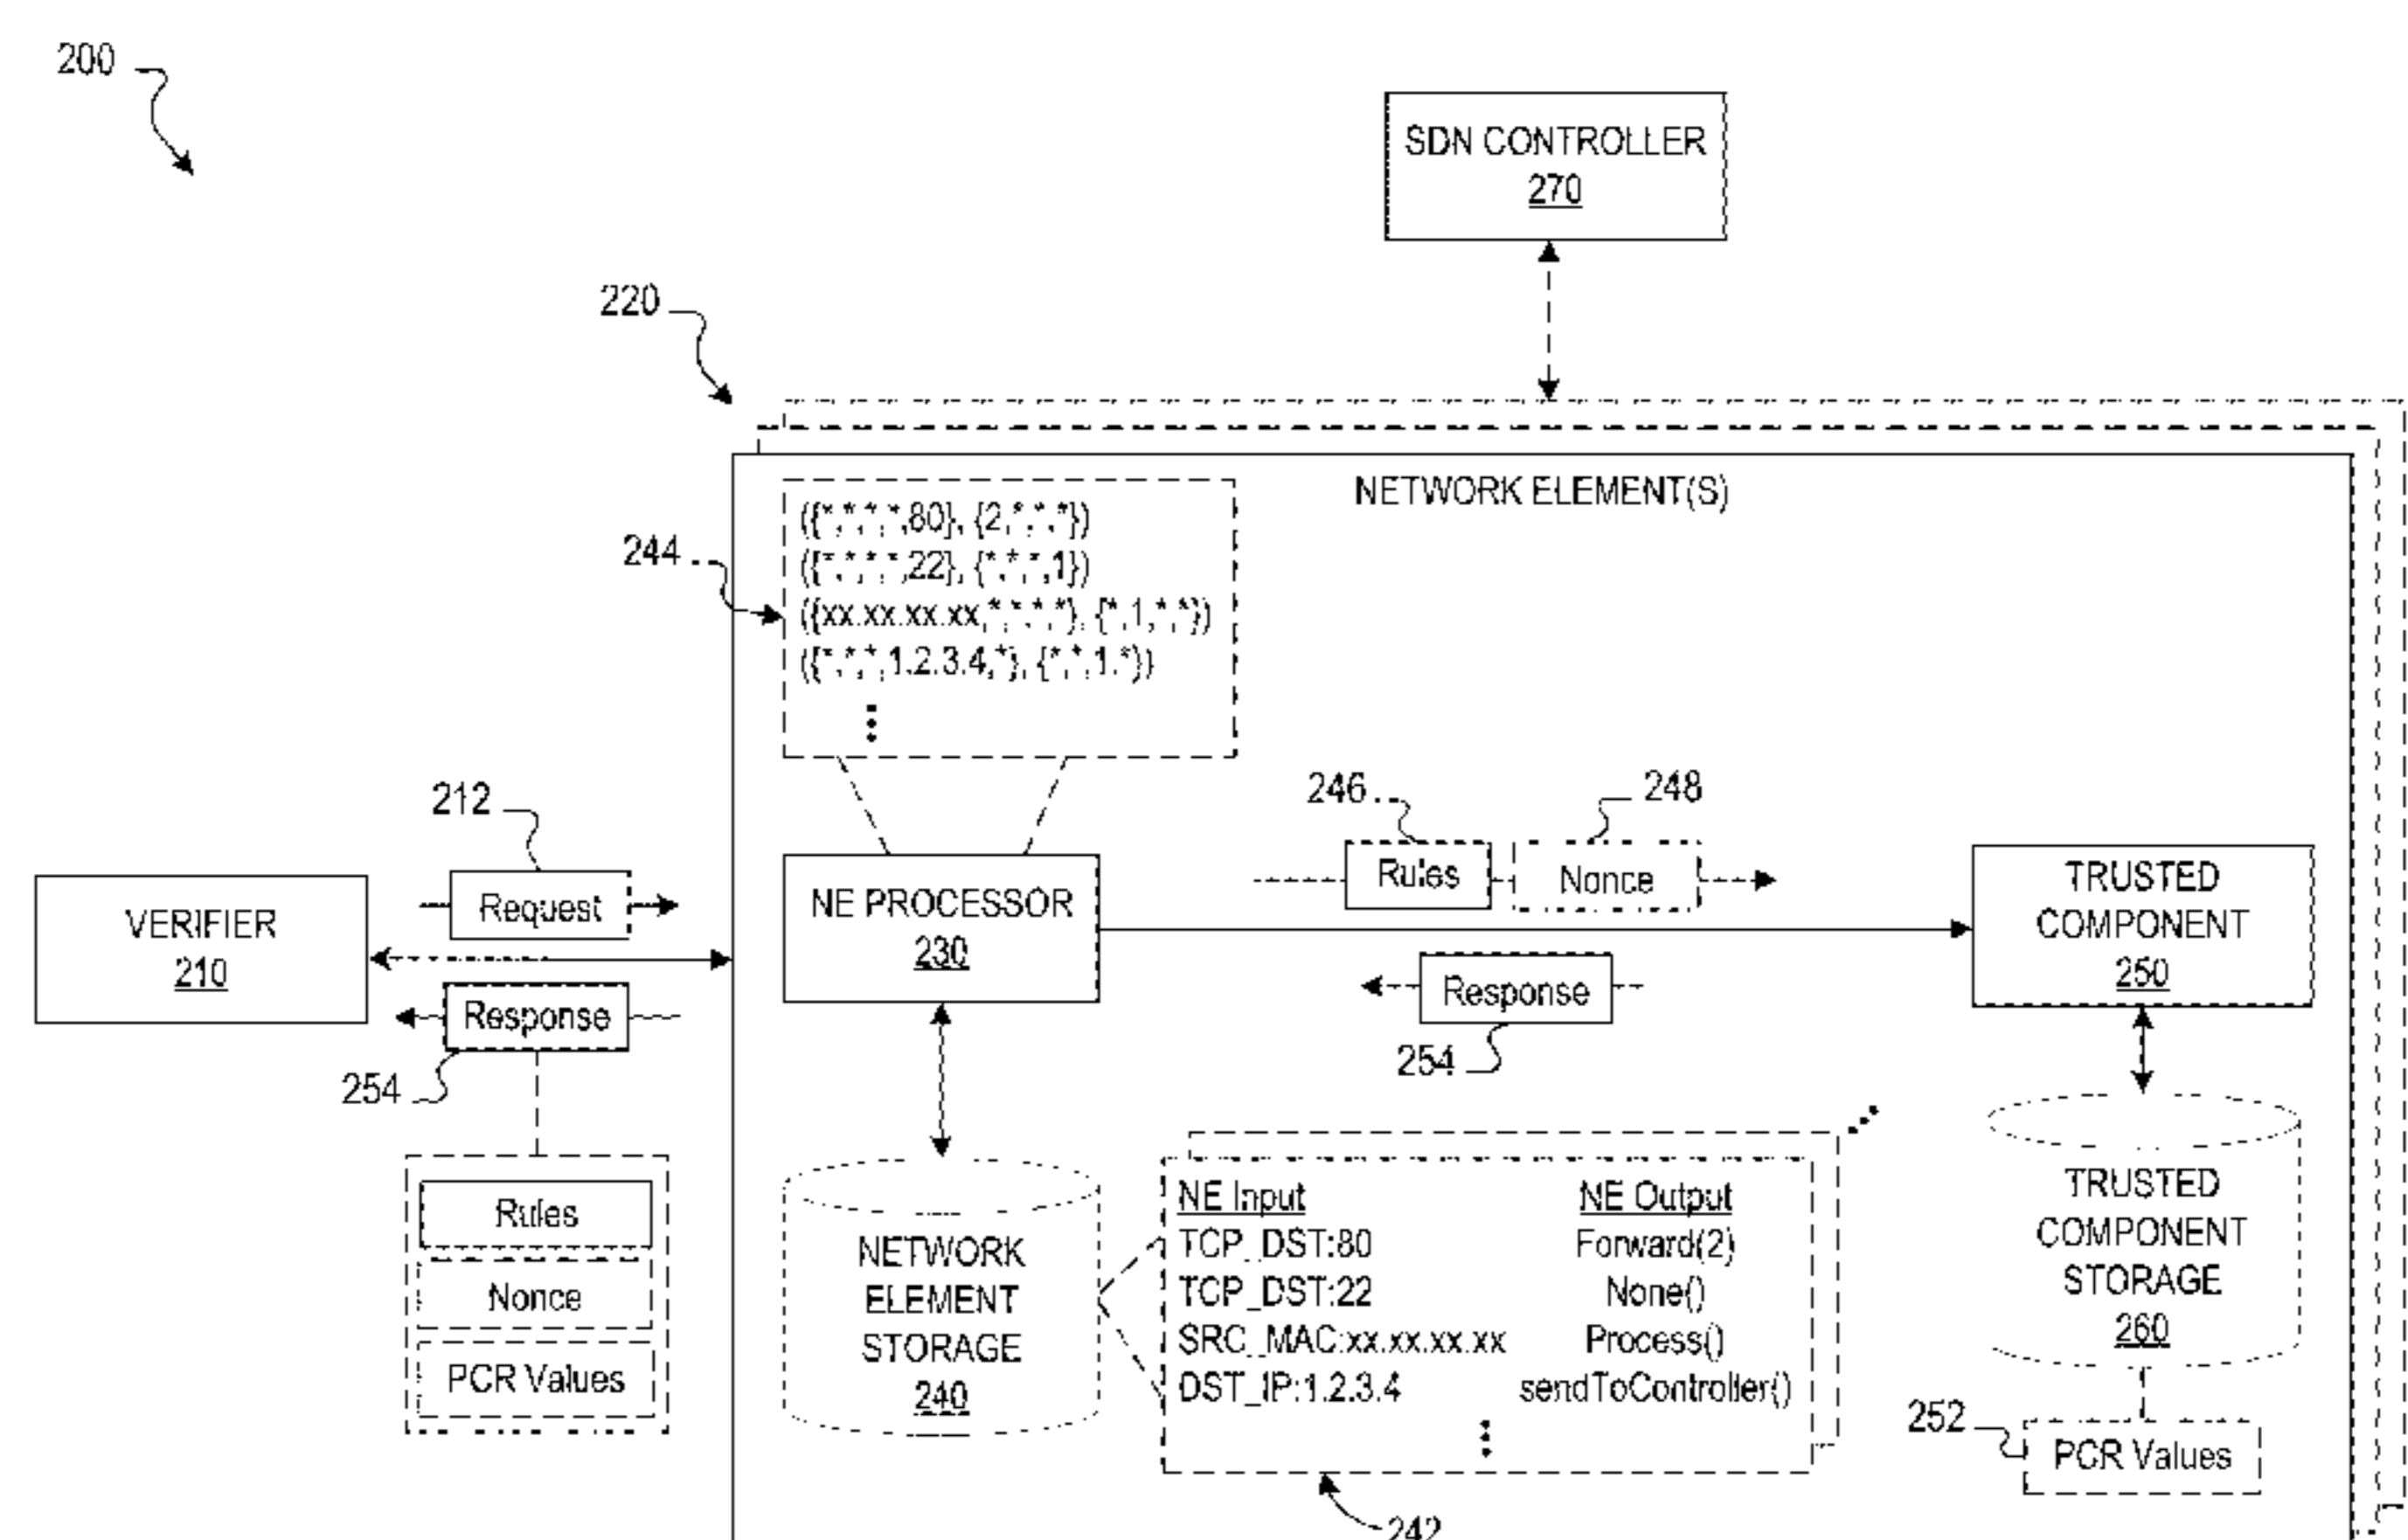 200
SDN CONTROLLER
270
220
NETWORK ELEMENT(S)
({*,*,*,*,80}, {2,*,*,*})
244
({*,*,*,*,22}, {*,*,*,1})
({xx.xx.xx.xx,*,*,*,*}, {*,1,*,*})
({*,*,*,1.2.3.4,*}, {*,*,1,*})
212
246
248
Request
Rules
Nonce
VERIFIER
210
NE PROCESSOR
230
TRUSTED
COMPONENT
250
Response
Response
254
254
Rules
Nonce
PCR Values
NETWORK
ELEMENT
STORAGE
240
NE Input NE Output
TCP_DST:80 Forward(2)
TCP_DST:22 None()
SRC_MAC:xx.xx.xx.xx Process()
DST_IP:1.2.3.4 sendToController()
242
TRUSTED
COMPONENT
STORAGE
260
252
PCR Values